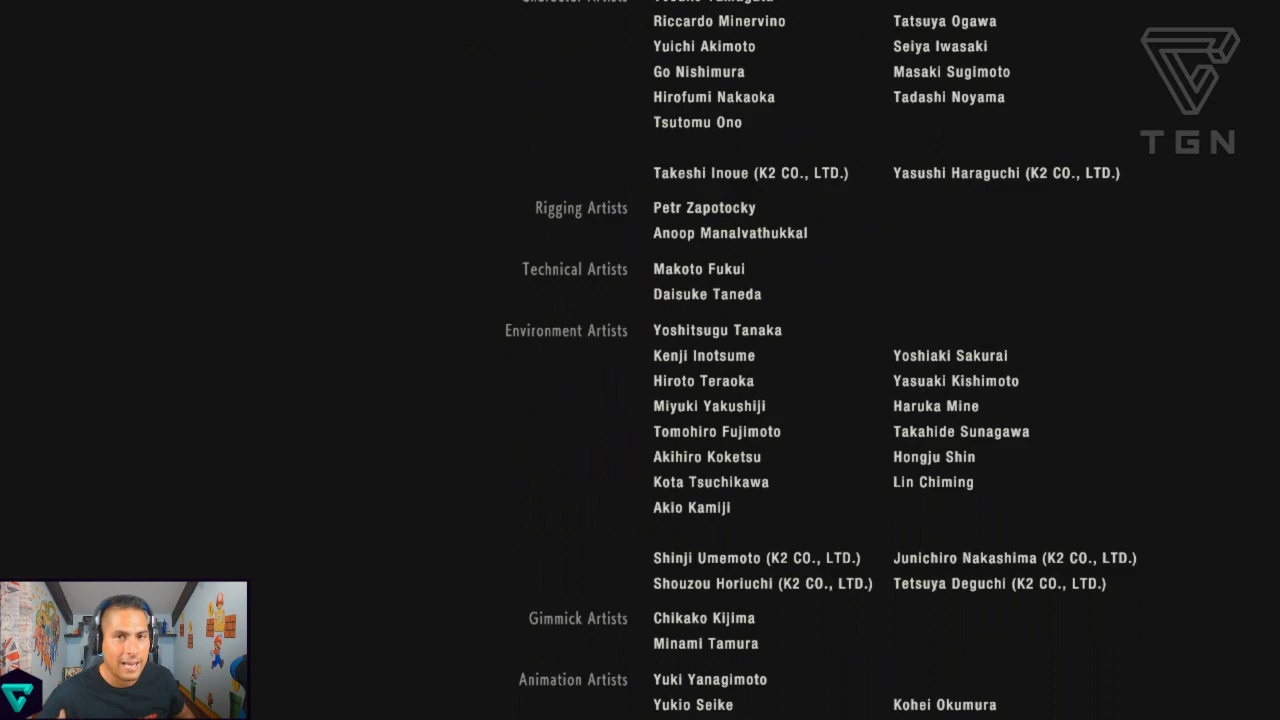 Riccardo Minervino Tatsuya Ogawa
Yuichi Akimoto Seiya Iwasaki
Go Nishimura Masaki Sugimoto
Hirofumi Nakaoka Tadashi Noyama
Tsutomu Ono
TGN
Takeshi Inoue (K2 CO., LTD.) Yasushi Haraguchi (K2 CO., LTD.)
Rigging Artists Petr Zapotocky
Anoop Manalvathukkal
Technical Artists Makoto Fukui
Daisuke Taneda
Environment Artists Yoshitsugu Tanaka
Kenji Inotsume Yoshiaki Sakurai
Hiroto Teraoka Yasuaki Kishimoto
Miyuki Yakushiji Haruka Mine
Tomohiro Fujimoto Takahide Sunagawa
Akihiro Koketsu Hongju Shin
Kota Tsuchikawa Lin Chiming
Akio Kamiji
Shinji Umemoto (K2 CO., LTD.) Junichiro Nakashima (K2 CO., LTD.)
Shouzou Horiuchi (K2 CO., LTD.) Tetsuya Deguchi (K2 CO., LTD.)
Gimmick Artists Chikako Kijima
Minami Tamura
Animation Artists Yuki Yanagimoto
Yukio Seike Kohei Okumura